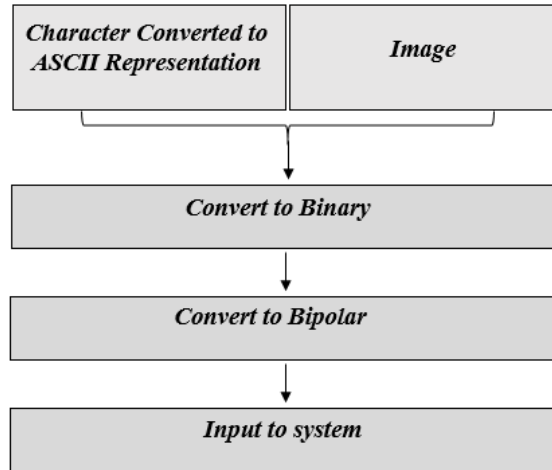 Character Converted to
ASCII Representation
Image
Convert to Binary
Convert to Bipolar
Input to system